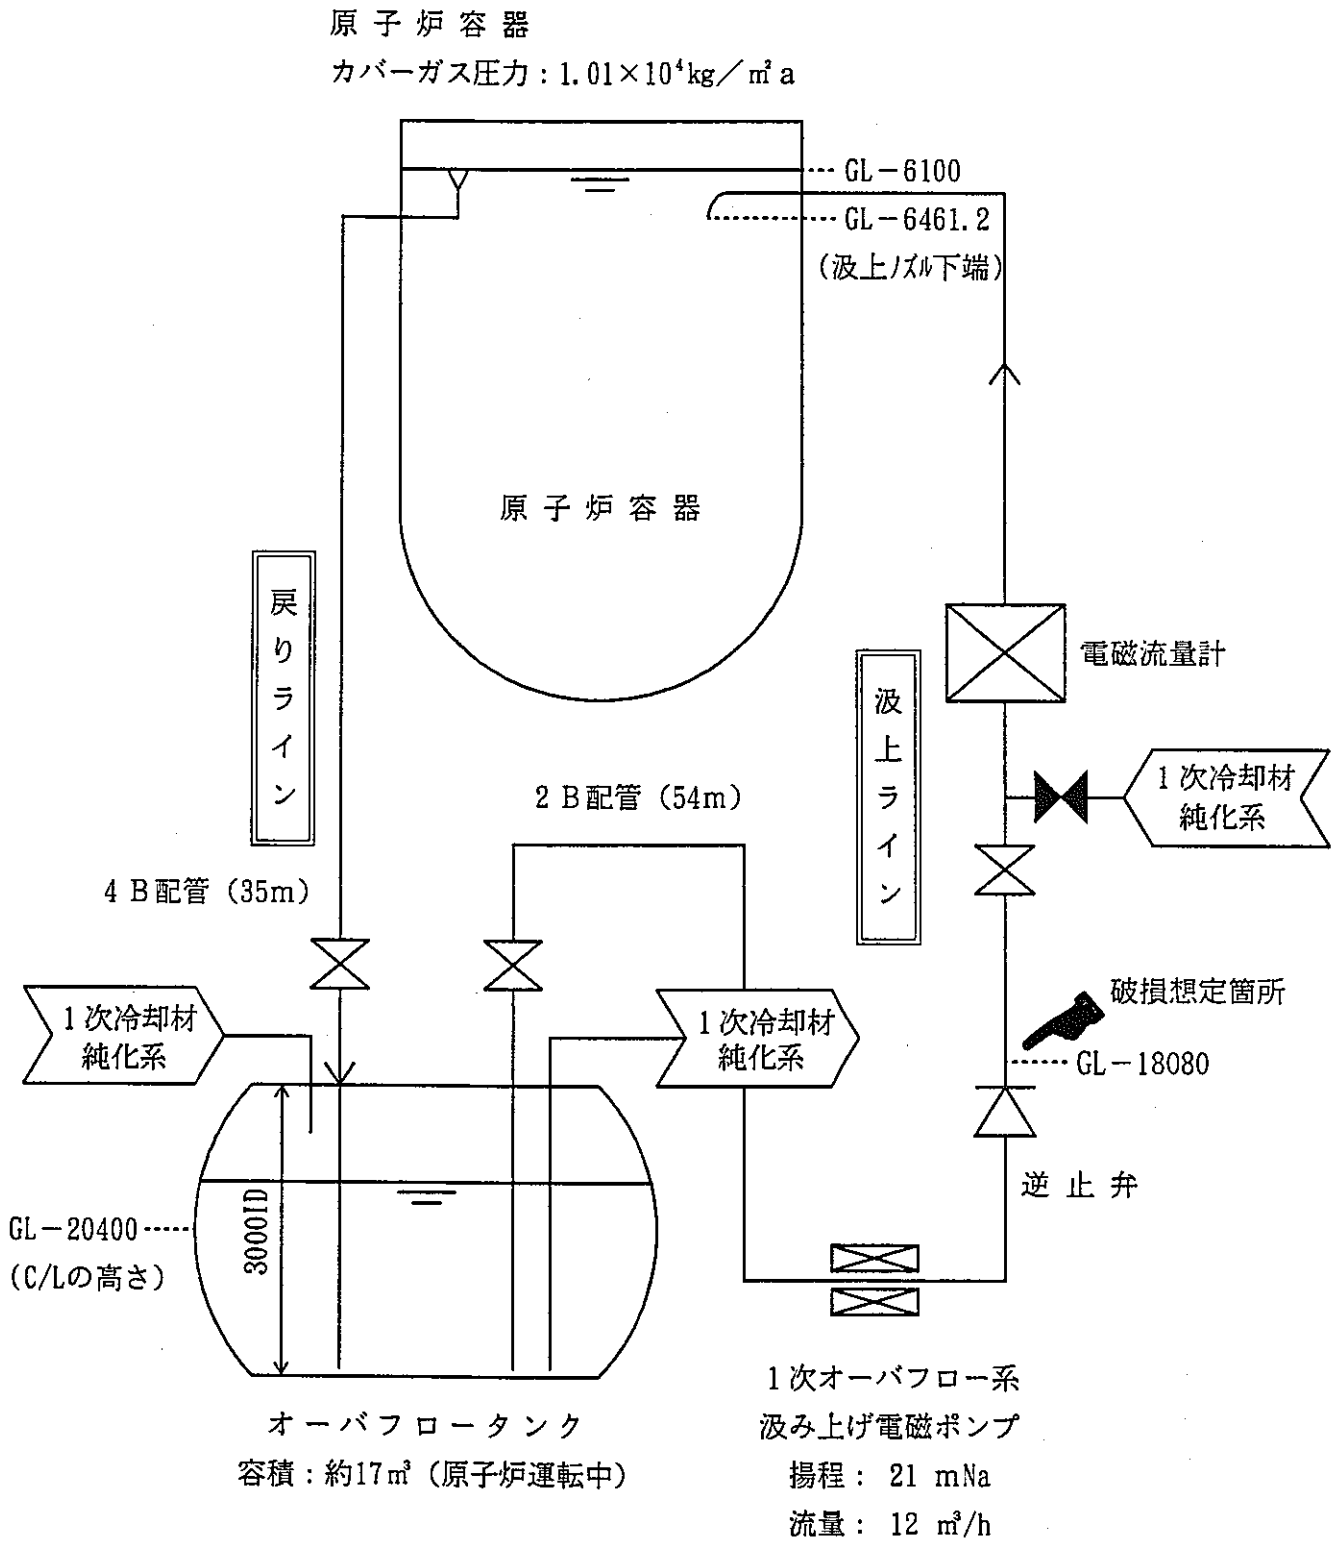 原子炉容器
カバーガス圧力：1.01×10⁴kg／㎡a
GL−6100
GL−6461.2
(汲上ノズル下端)
原子炉容器
戻りライン
汲上ライン
電磁流量計
1次冷却材
純化系
2B配管（54m）
4B配管（35m）
1次冷却材
純化系
1次冷却材
純化系
破損想定箇所
GL−18080
逆止弁
GL−20400
(C/Lの高さ)
3000ID
オーバフロータンク
容積：約17㎥（原子炉運転中）
1次オーバフロー系
汲み上げ電磁ポンプ
揚程： 21 mNa
流量： 12 ㎥/h